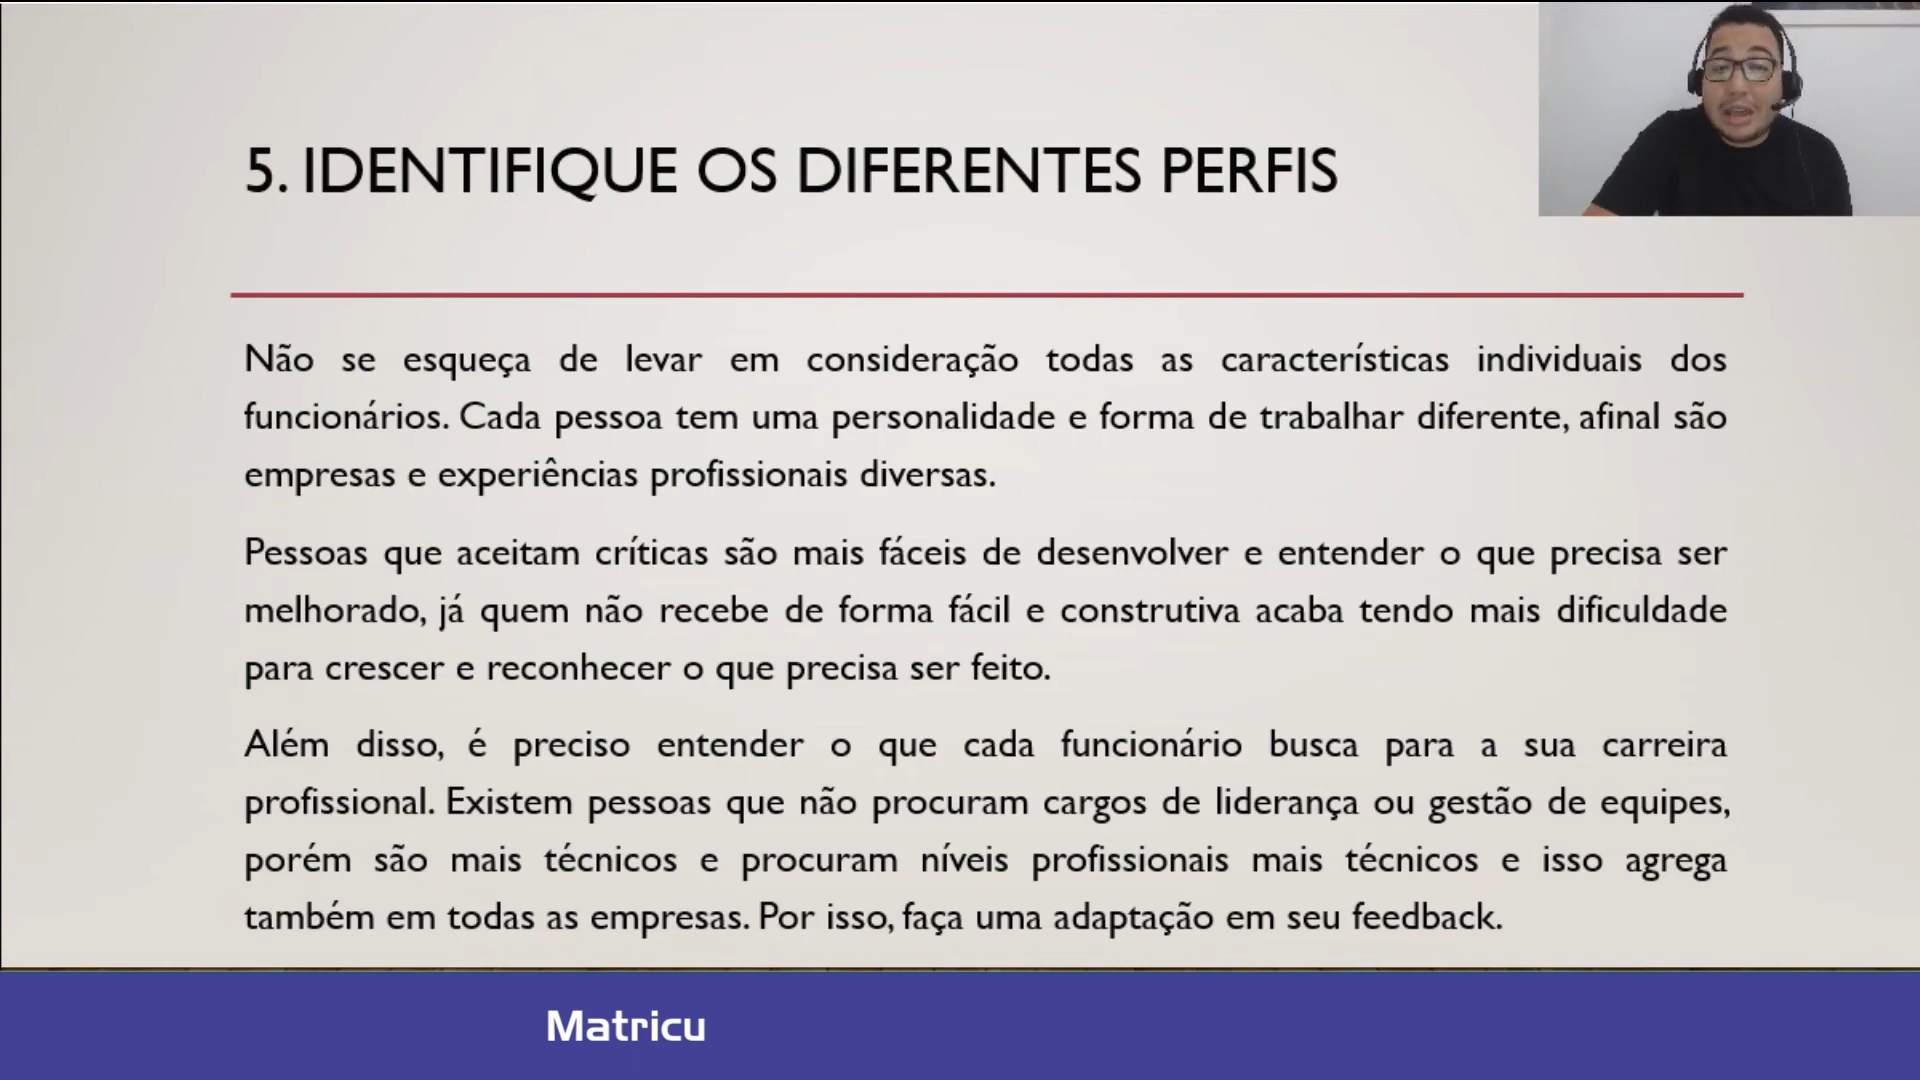 5. IDENTIFIQUE OS DIFERENTES PERFIS
Não se esqueça de levar em consideração todas as características individuais dos
funcionários. Cada pessoa tem uma personalidade e forma de trabalhar diferente, afinal são
empresas e experiências profissionais diversas.
Pessoas que aceitam críticas são mais fáceis de desenvolver e entender o que precisa ser
melhorado, já quem não recebe de forma fácil e construtiva acaba tendo mais dificuldade
para crescer e reconhecer o que precisa ser feito.
Além disso, é preciso entender o que cada funcionário busca para a sua carreira
profissional. Existem pessoas que não procuram cargos de liderança ou gestão de equipes,
porém são mais técnicos e procuram níveis profissionais mais técnicos e isso agrega
também em todas as empresas. Por isso, faça uma adaptação em seu feedback.
Matricu